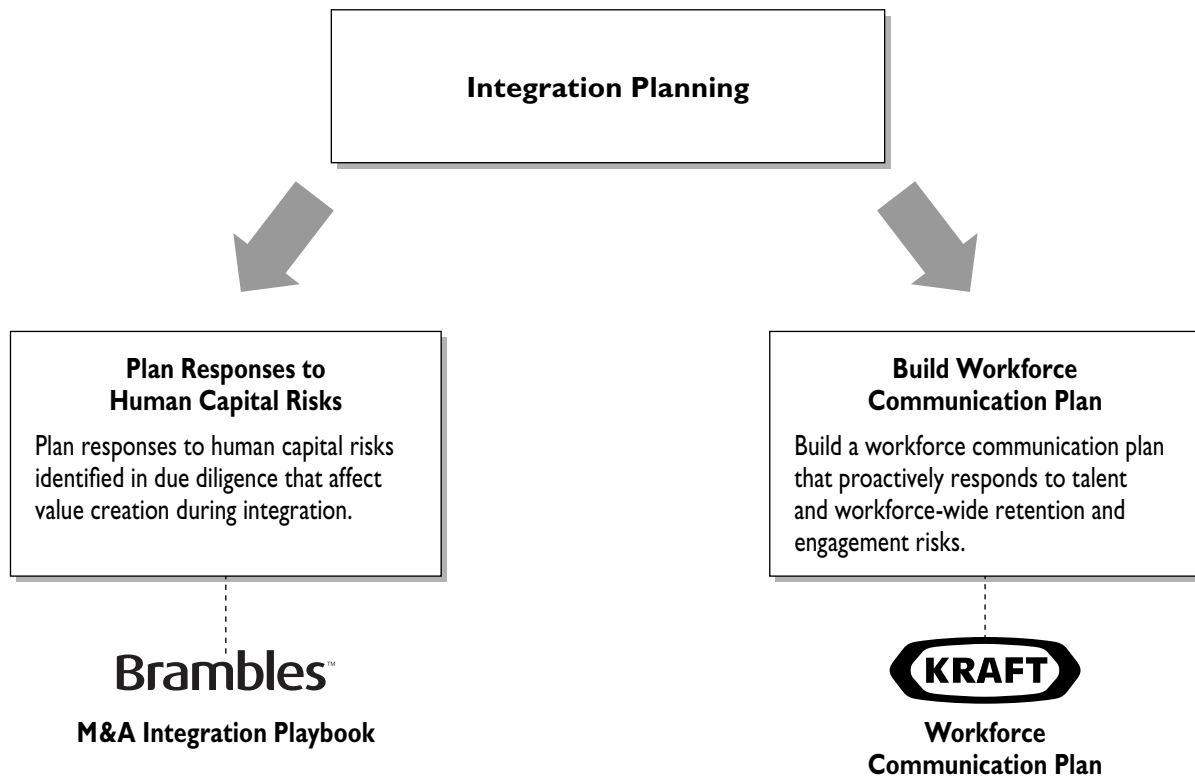 Integration Planning
Plan Responses to
Human Capital Risks
Plan responses to human capital risks
identified in due diligence that affect
value creation during integration.
Build Workforce
Communication Plan
Build a workforce communication plan
that proactively responds to talent
and workforce-wide retention and
engagement risks.
Brambles™
M&A Integration Playbook
KRAFT
Workforce
Communication Plan